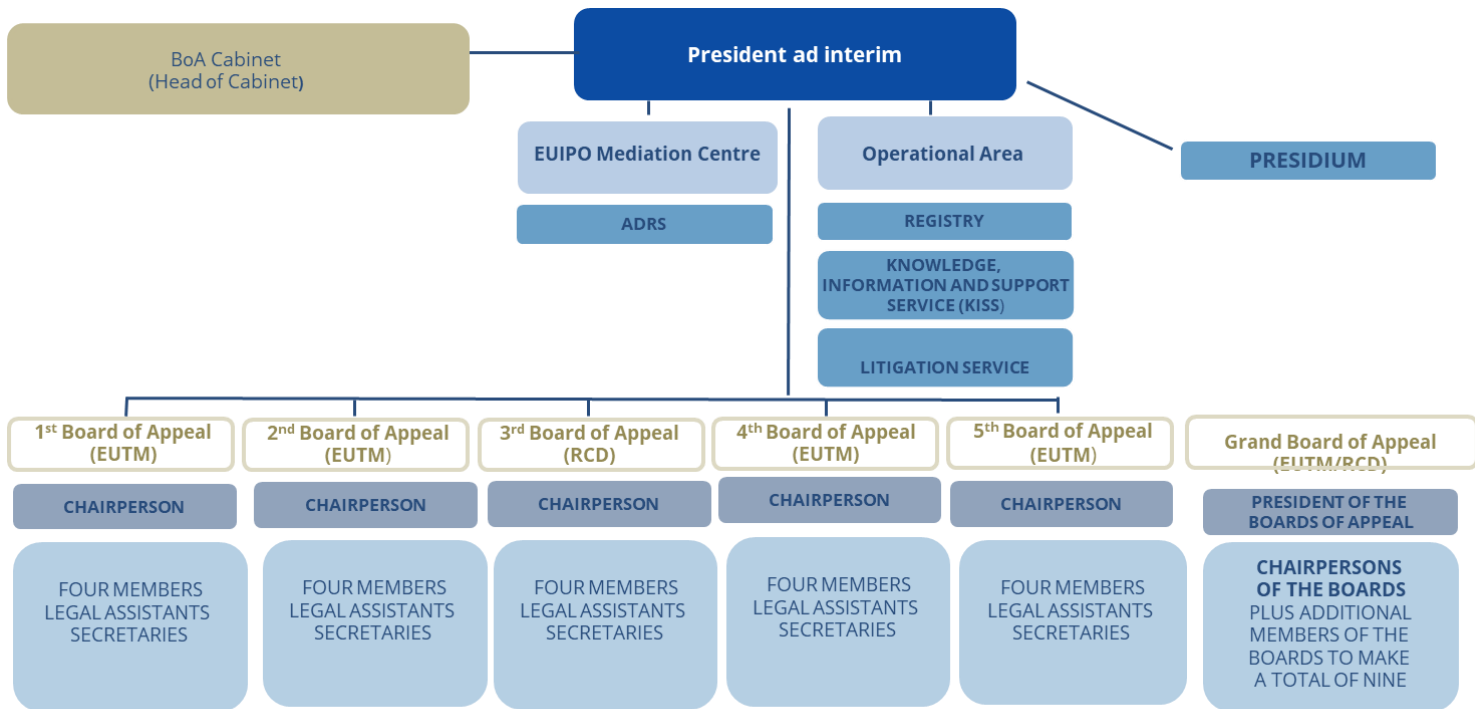 BoA Cabinet
(Head of Cabinet)
President ad interim
EUIPO Mediation Centre
Operational Area
PRESIDIUM
ADRS
REGISTRY
KNOWLEDGE,
INFORMATION AND SUPPORT
SERVICE (KISS)
LITIGATION SERVICE
1st Board of Appeal
(EUTM)
2nd Board of Appeal
(EUTM)
3rd Board of Appeal
(RCD)
4th Board of Appeal
(EUTM)
5th Board of Appeal
(EUTM)
Grand Board of Appeal
(EUTM/RCD)
CHAIRPERSON
CHAIRPERSON
CHAIRPERSON
CHAIRPERSON
CHAIRPERSON
PRESIDENT OF THE
BOARDS OF APPEAL
FOUR MEMBERS
LEGAL ASSISTANTS
SECRETARIES
FOUR MEMBERS
LEGAL ASSISTANTS
SECRETARIES
FOUR MEMBERS
LEGAL ASSISTANTS
SECRETARIES
FOUR MEMBERS
LEGAL ASSISTANTS
SECRETARIES
FOUR MEMBERS
LEGAL ASSISTANTS
SECRETARIES
CHAIRPERSONS
OF THE BOARDS
PLUS ADDITIONAL
MEMBERS OF THE
BOARDS TO MAKE
A TOTAL OF NINE